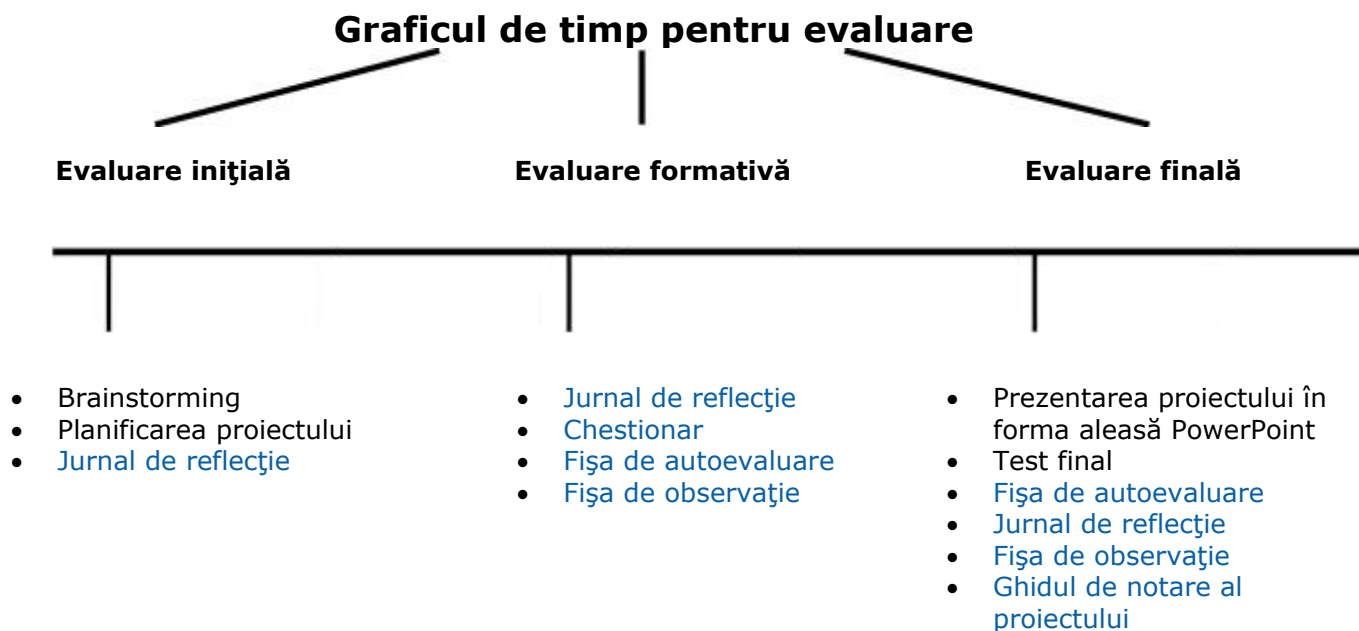 Graficul de timp pentru evaluare
Evaluare iniţială
Evaluare formativă
Evaluare finală
• Brainstorming
• Planificarea proiectului
• Jurnal de reflecţie
• Jurnal de reflecţie
• Chestionar
• Fişa de autoevaluare
• Fişa de observaţie
• Prezentarea proiectului în
forma aleasă PowerPoint
• Test final
• Fişa de autoevaluare
• Jurnal de reflecţie
• Fişa de observaţie
• Ghidul de notare al
proiectului